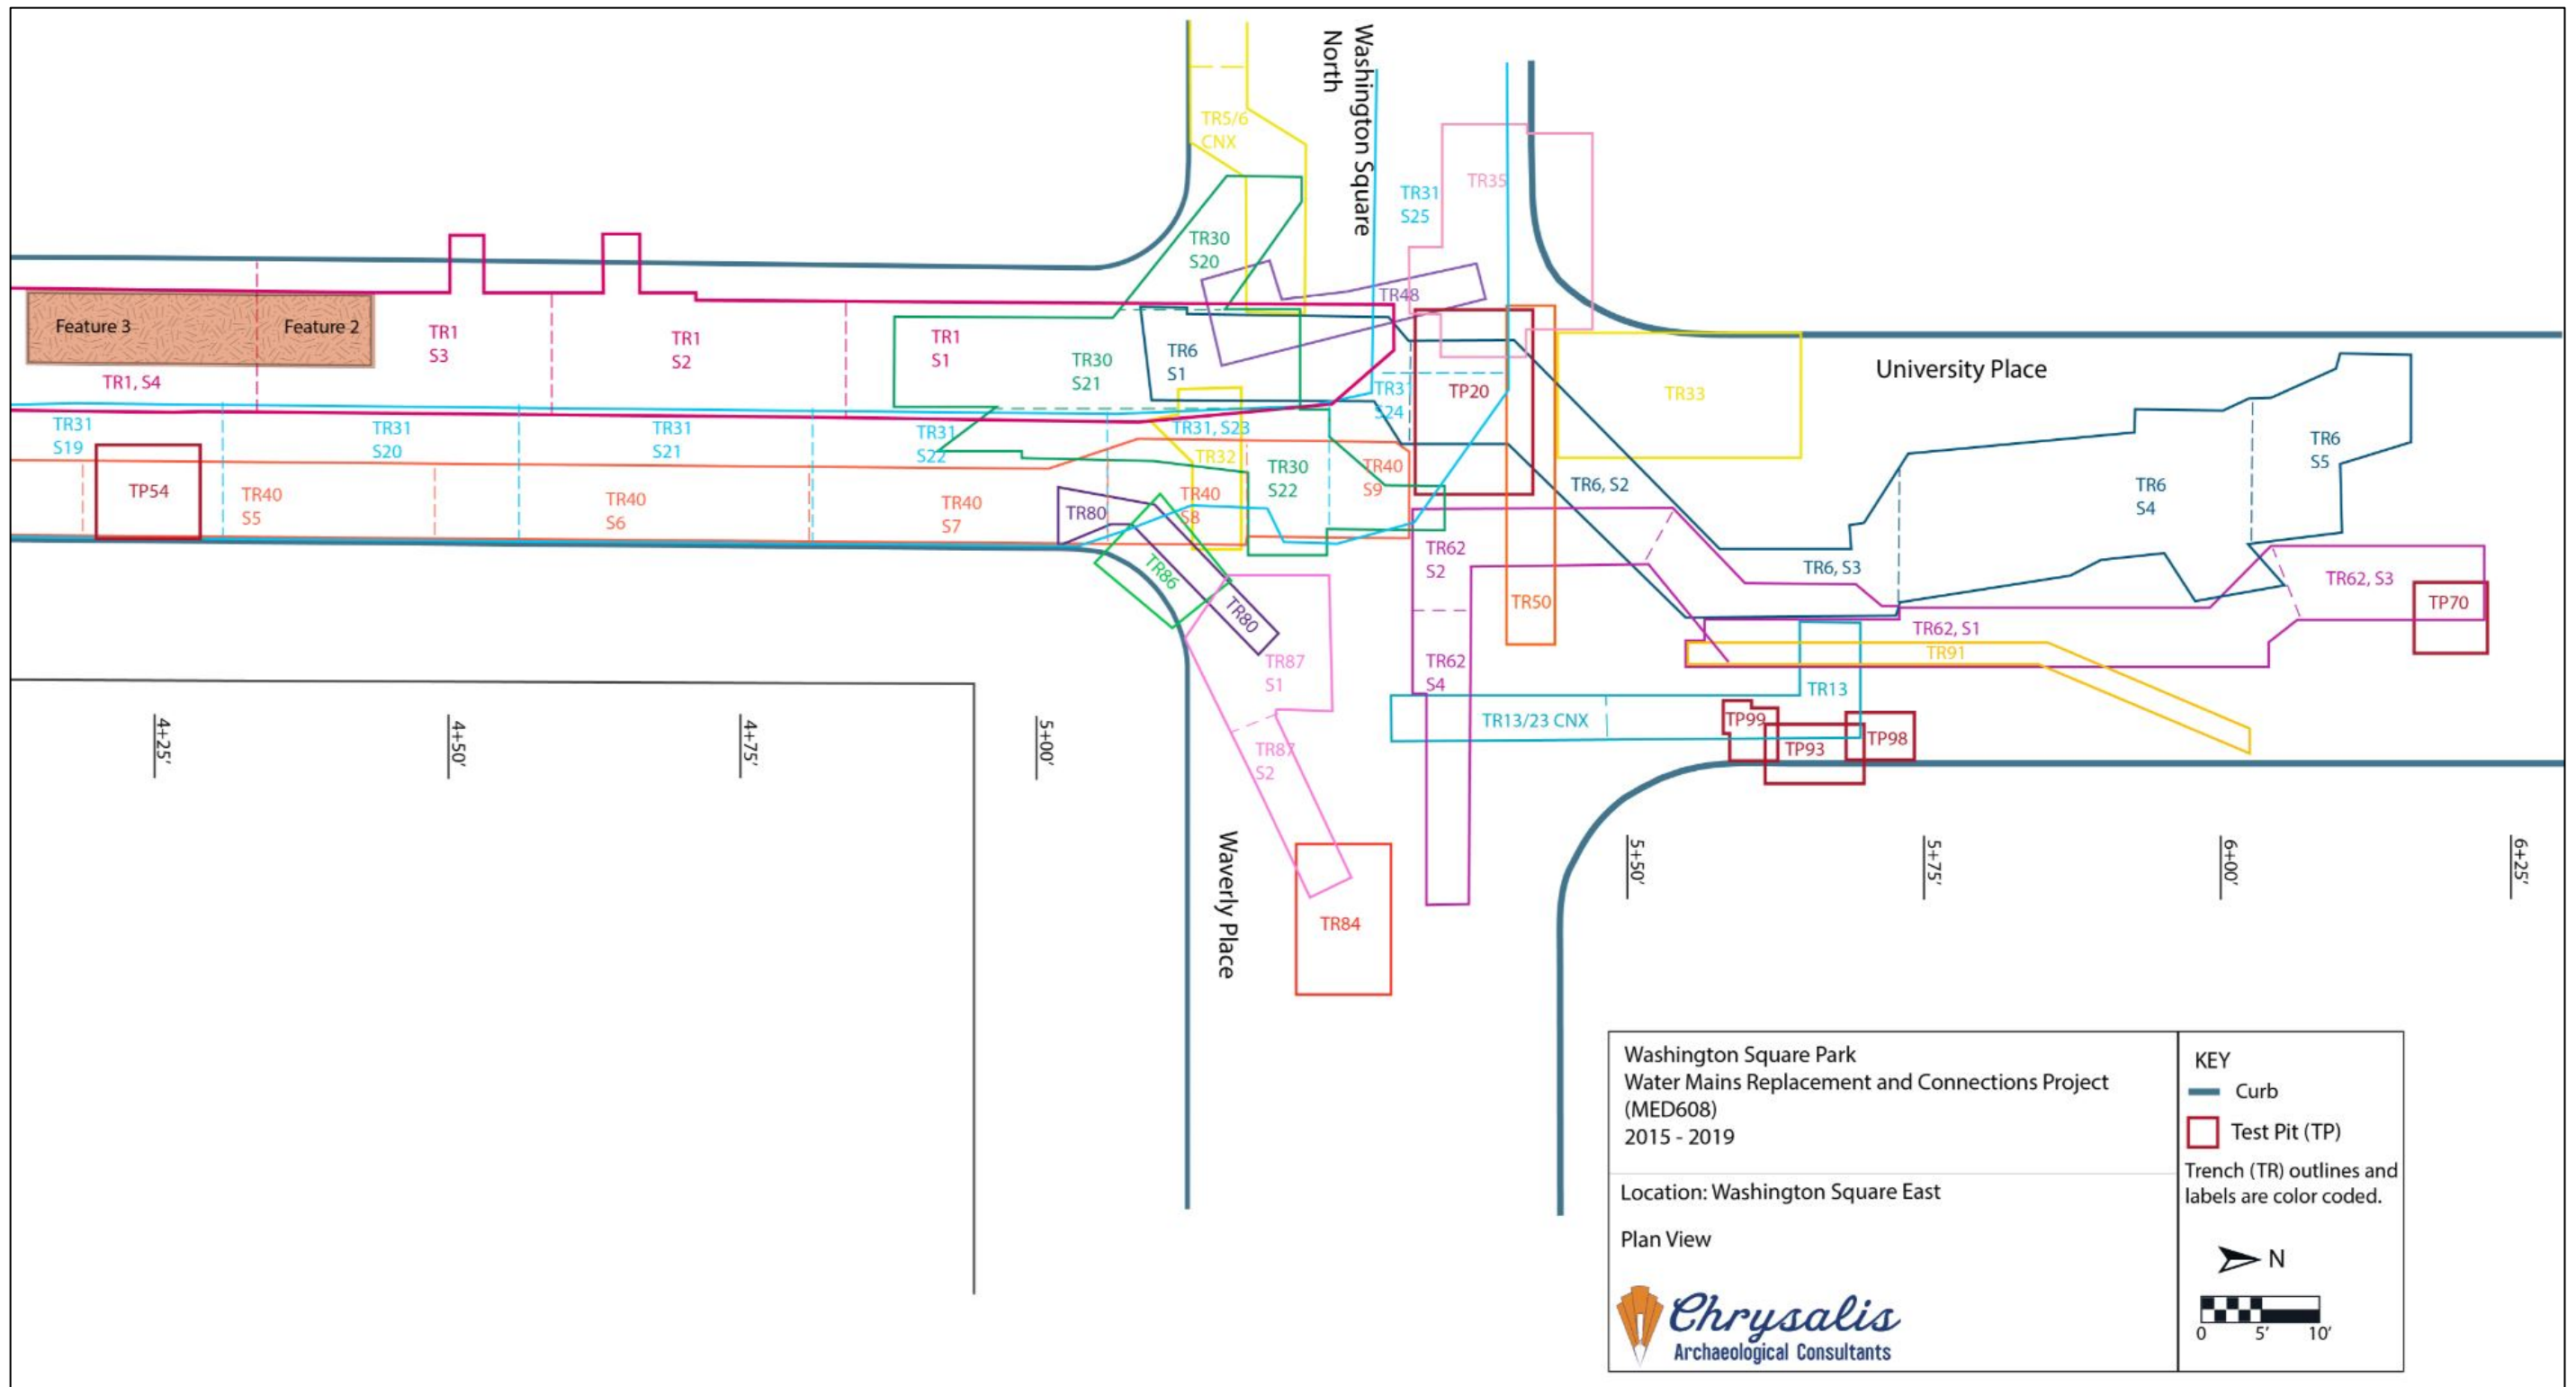 Washington Square
North
TR5/6
CNX
TR31
S25
TR35
TR30
S20
TR48
Feature 3
Feature 2
TR1, S4
TR1
S3
TR1
S2
TR1
S1
TR30
S21
TR6
S1
TR31
S24
TP20
TR33
University Place
TR31
S19
TR31
S20
TR31
S21
TR31
S22
TR31, S23
TR32
TR30
S22
TR40
S9
TR6, S2
TR6
S4
TR6
S5
TP54
TR40
S5
TR40
S6
TR40
S7
TR80
TR40
S8
TR86
TR80
TR62
S2
TR50
TR6, S3
TR62, S3
TP70
TR62, S1
TR91
TR87
S1
TR62
S4
TR13
TR13/23 CNX
TP99
TP93
TP98
TR87
S2
4+25'
4+50'
4+75'
5+00'
Waverly Place
TR84
5+50'
5+75'
6+00'
6+25'
Washington Square Park
Water Mains Replacement and Connections Project
(MED608)
2015 - 2019
Location: Washington Square East
Plan View
Chrysalis
Archaeological Consultants
KEY
Curb
Test Pit (TP)
Trench (TR) outlines and
labels are color coded.
N
0 5' 10'